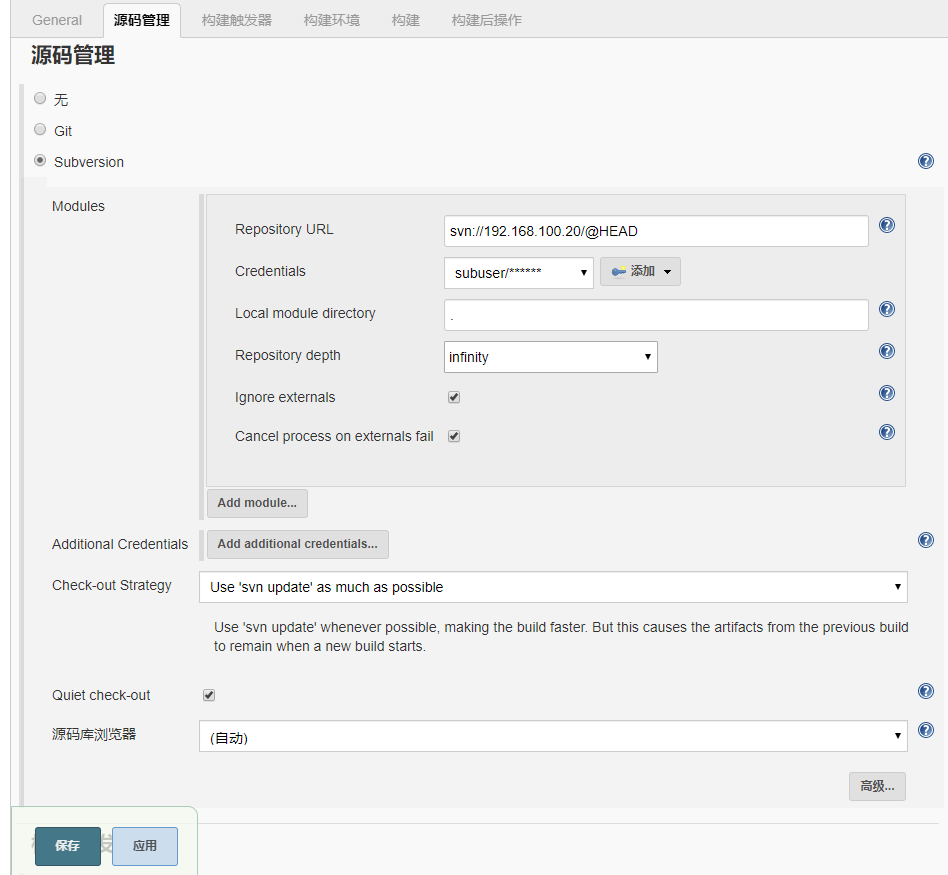 General 源码管理 构建触发器 构建环境 构建 构建后操作
源码管理
无
Git
Subversion
Modules
Repository URL svn://192.168.100.20/@HEAD
Credentials subuser/****** 添加
Local module directory .
Repository depth infinity
Ignore externals
Cancel process on externals fail
Add module...
Additional Credentials Add additional credentials...
Check-out Strategy Use 'svn update' as much as possible
Use 'svn update' whenever possible, making the build faster. But this causes the artifacts from the previous build
to remain when a new build starts.
Quiet check-out
源码库浏览器 (自动)
高级...
保存 应用